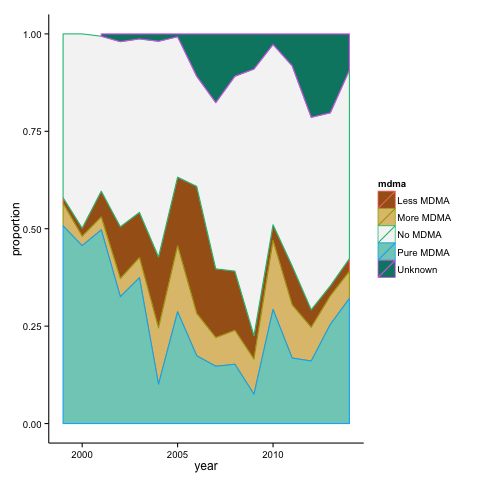 1.00
0.75
0.50
0.25
0.00
proportion
2000 2005 2010
year
mdma
Less MDMA
More MDMA
No MDMA
Pure MDMA
Unknown